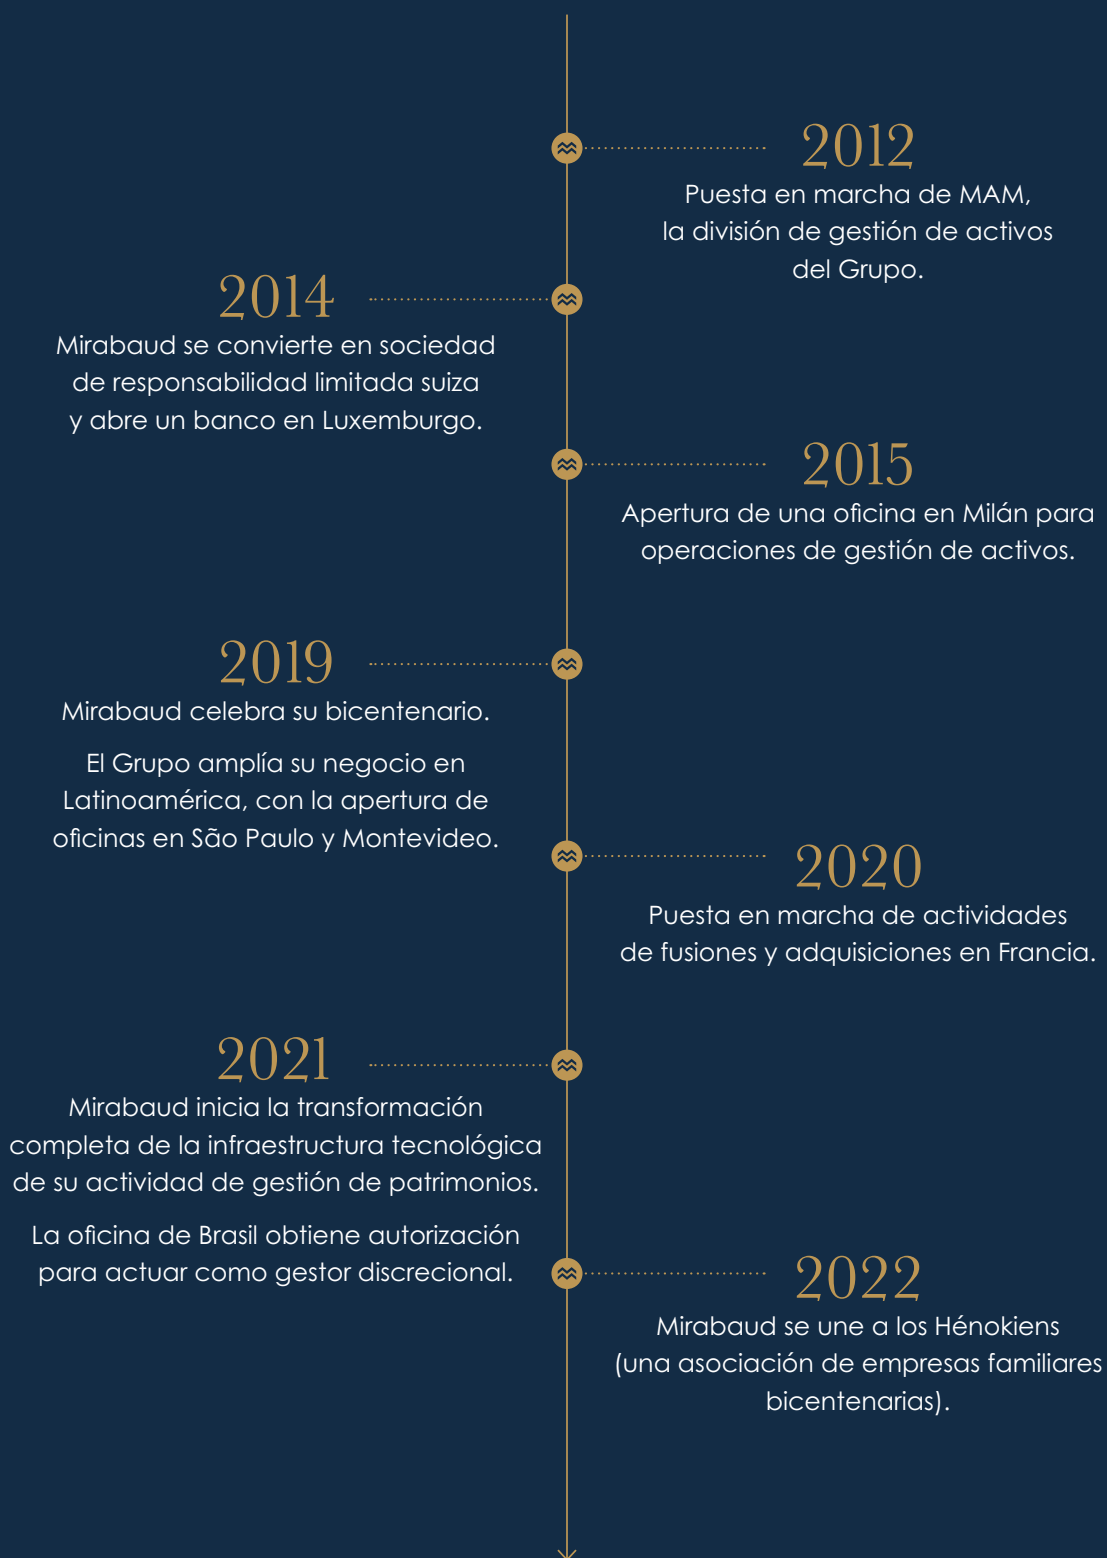 2012
Puesta en marcha de MAM,
la división de gestión de activos
del Grupo.
2014
Mirabaud se convierte en sociedad
de responsabilidad limitada suiza
y abre un banco en Luxemburgo.
2015
Apertura de una oficina en Milán para
operaciones de gestión de activos.
2019
Mirabaud celebra su bicentenario.
El Grupo amplía su negocio en
Latinoamérica, con la apertura de
oficinas en São Paulo y Montevideo.
2020
Puesta en marcha de actividades
de fusiones y adquisiciones en Francia.
2021
Mirabaud inicia la transformación
completa de la infraestructura tecnológica
de su actividad de gestión de patrimonios.
La oficina de Brasil obtiene autorización
para actuar como gestor discrecional.
2022
Mirabaud se une a los Hénokiens
(una asociación de empresas familiares
bicentenarias).